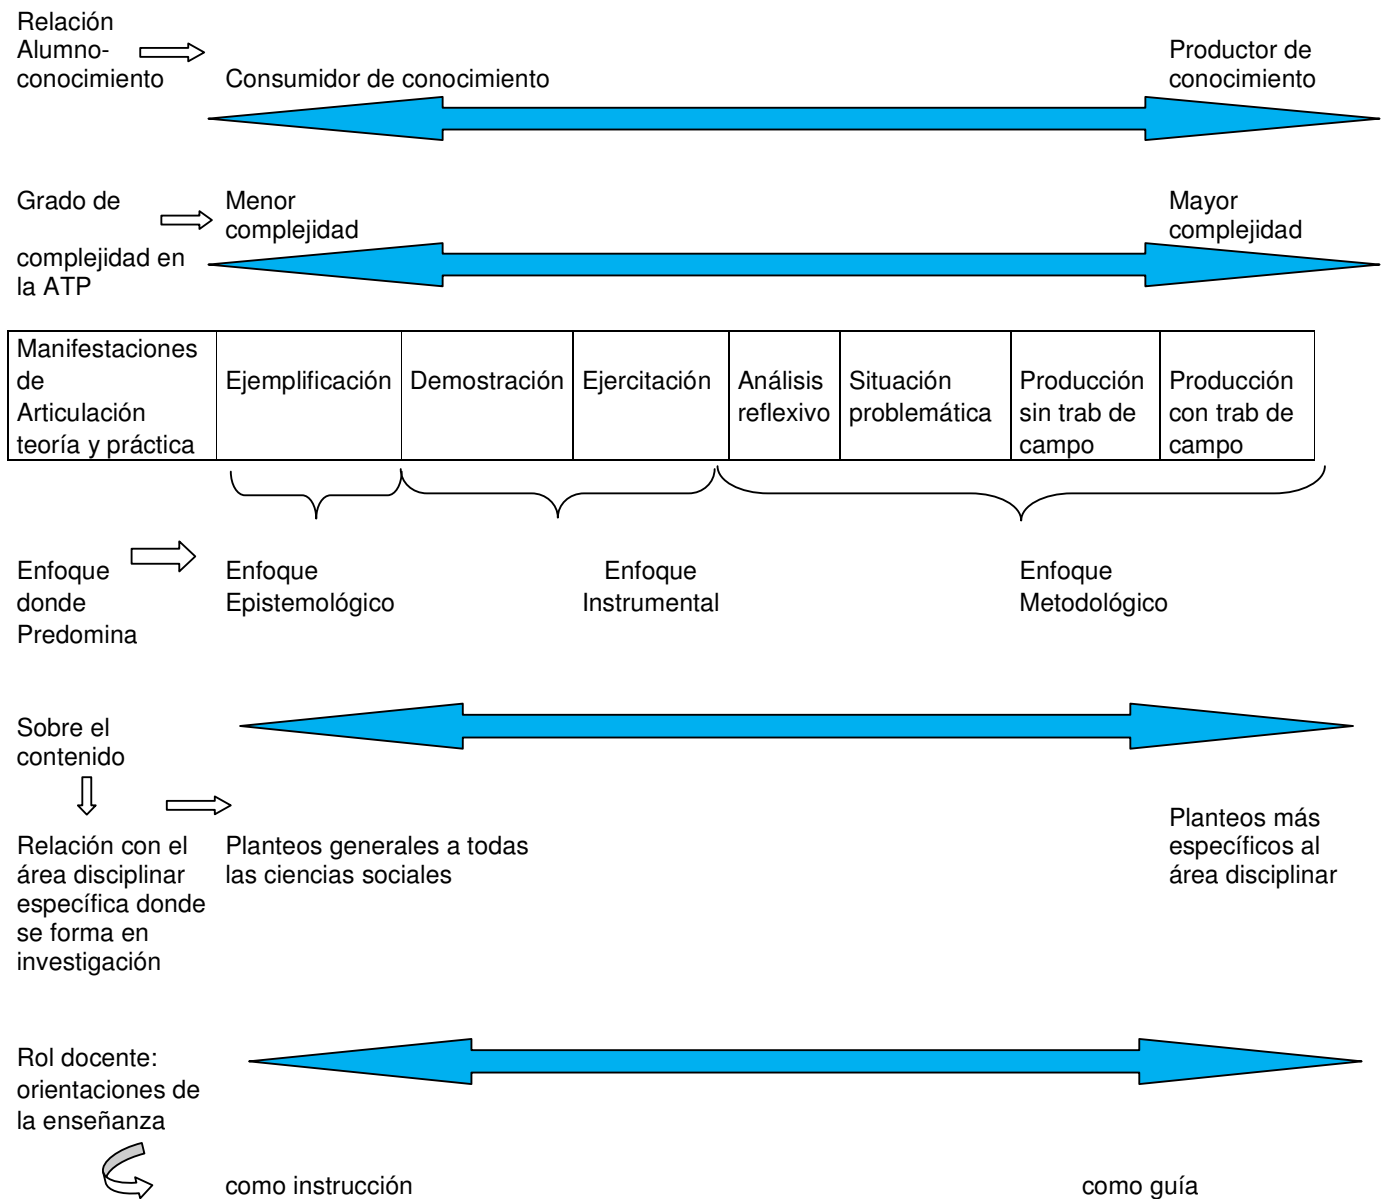 Relación
Alumno-
conocimiento
Consumidor de conocimiento
Productor de
conocimiento
Grado de
complejidad en
la ATP
Menor
complejidad
Mayor
complejidad
Manifestaciones
de
Articulación
teoría y práctica
Ejemplificación
Demostración
Ejercitación
Análisis
reflexivo
Situación
problemática
Producción
sin trab de
campo
Producción
con trab de
campo
Enfoque
donde
Predomina
Enfoque
Epistemológico
Enfoque
Instrumental
Enfoque
Metodológico
Sobre el
contenido
Relación con el
área disciplinar
específica donde
se forma en
investigación
Planteos generales a todas
las ciencias sociales
Planteos más
específicos al
área disciplinar
Rol docente:
orientaciones de
la enseñanza
como instrucción
como guía